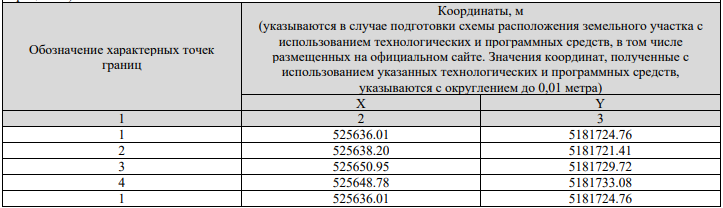 Обозначение характерных точек
границ
Координаты, м
(указываются в случае подготовки схемы расположения земельного участка с
использованием технологических и программных средств, в том числе
размещенных на официальном сайте. Значения координат, полученные с
использованием указанных технологических и программных средств,
указываются с округлением до 0,01 метра)
X Y
1 2 3
1 525636.01 5181724.76
2 525638.20 5181721.41
3 525650.95 5181729.72
4 525648.78 5181733.08
1 525636.01 5181724.76